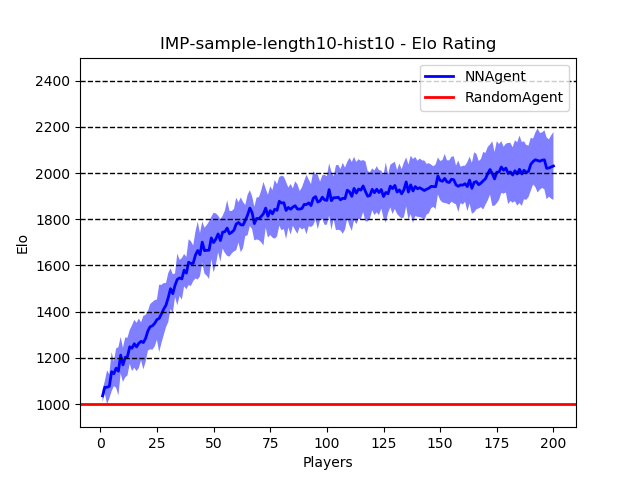 IMP-sample-length10-hist10 - Elo Rating
NNAgent
RandomAgent
2400
2200
2000
1800
1600
1400
1200
1000
Elo
0 25 50 75 100 125 150 175 200
Players